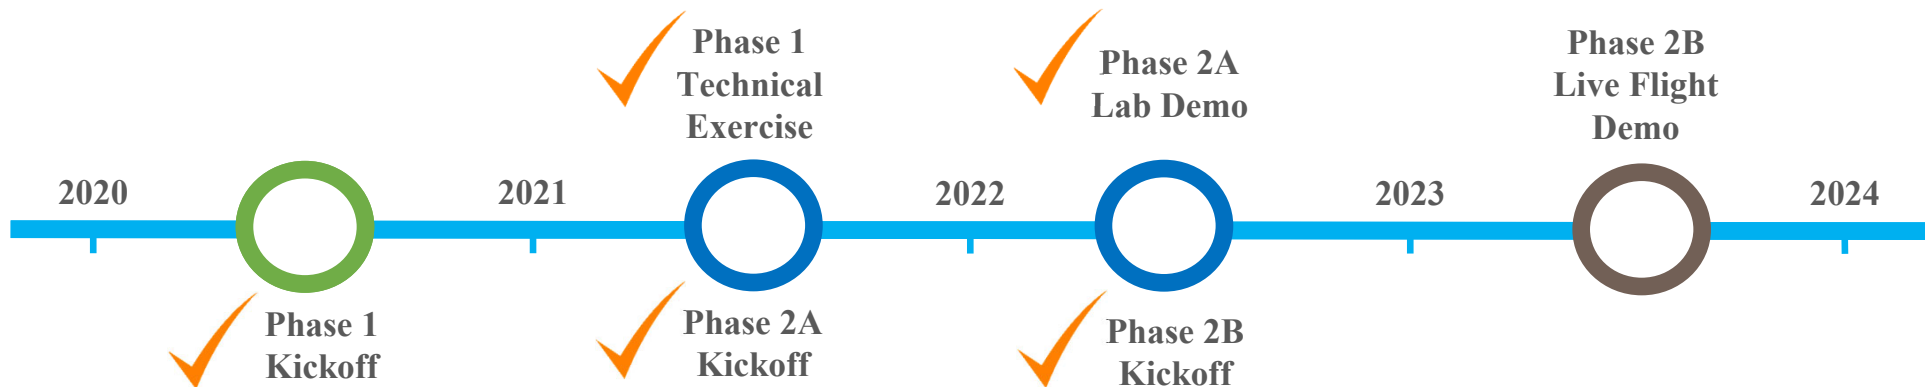 Phase 1
Technical
Exercise
Phase 2A
Lab Demo
Phase 2B
Live Flight
Demo
2020
2021
2022
2023
2024
Phase 1
Kickoff
Phase 2A
Kickoff
Phase 2B
Kickoff